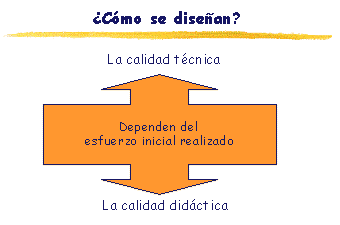 ¿Cómo se diseñan?
La calidad técnica
Dependen del
esfuerzo inicial realizado
La calidad didáctica